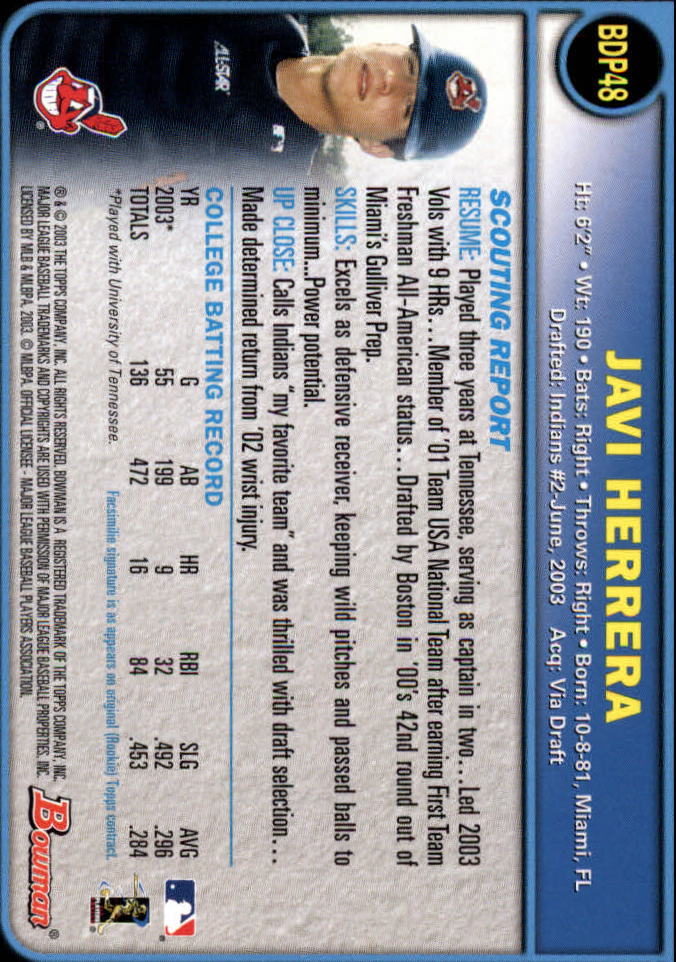 BDP48
JAVI HERRERA
Ht: 6'2" • Wt: 190 • Bats: Right • Throws: Right • Born: 10-8-81, Miami, FL
Drafted: Indians #2-June, 2003 Acq: Via Draft
SCOUTING REPORT
RESUME: Played three years at Tennessee, serving as captain in two...Led 2003
Vols with 9 HRs...Member of '01 Team USA National Team after earning First Team
Freshman All-American status...Drafted by Boston in '00's 42nd round out of
Miami's Gulliver Prep.
SKILLS: Excels as defensive receiver, keeping wild pitches and passed balls to
minimum...Power potential.
UP CLOSE: Calls Indians "my favorite team" and was thrilled with draft selection...
Made determined return from '02 wrist injury.
COLLEGE BATTING RECORD
YR G AB HR RBI SLG AVG
2003* 55 199 9 32 .492 .296
TOTALS 136 472 16 84 .453 .284
*Played with University of Tennessee.
Facsimilie signature is as appears on original (Rookie) Topps contract.
® & © 2003 THE TOPPS COMPANY, INC. ALL RIGHTS RESERVED. BOWMAN IS A REGISTERED TRADEMARK OF THE TOPPS COMPANY, INC.
MAJOR LEAGUE BASEBALL TRADEMARKS AND COPYRIGHTS ARE USED WITH PERMISSION OF MAJOR LEAGUE BASEBALL PROPERTIES, INC.
LICENSED BY MLB & MLBPA, 2003. © MLBPA. OFFICIAL LICENSEE - MAJOR LEAGUE BASEBALL PLAYERS ASSOCIATION.
Bowman®
ALL-STAR